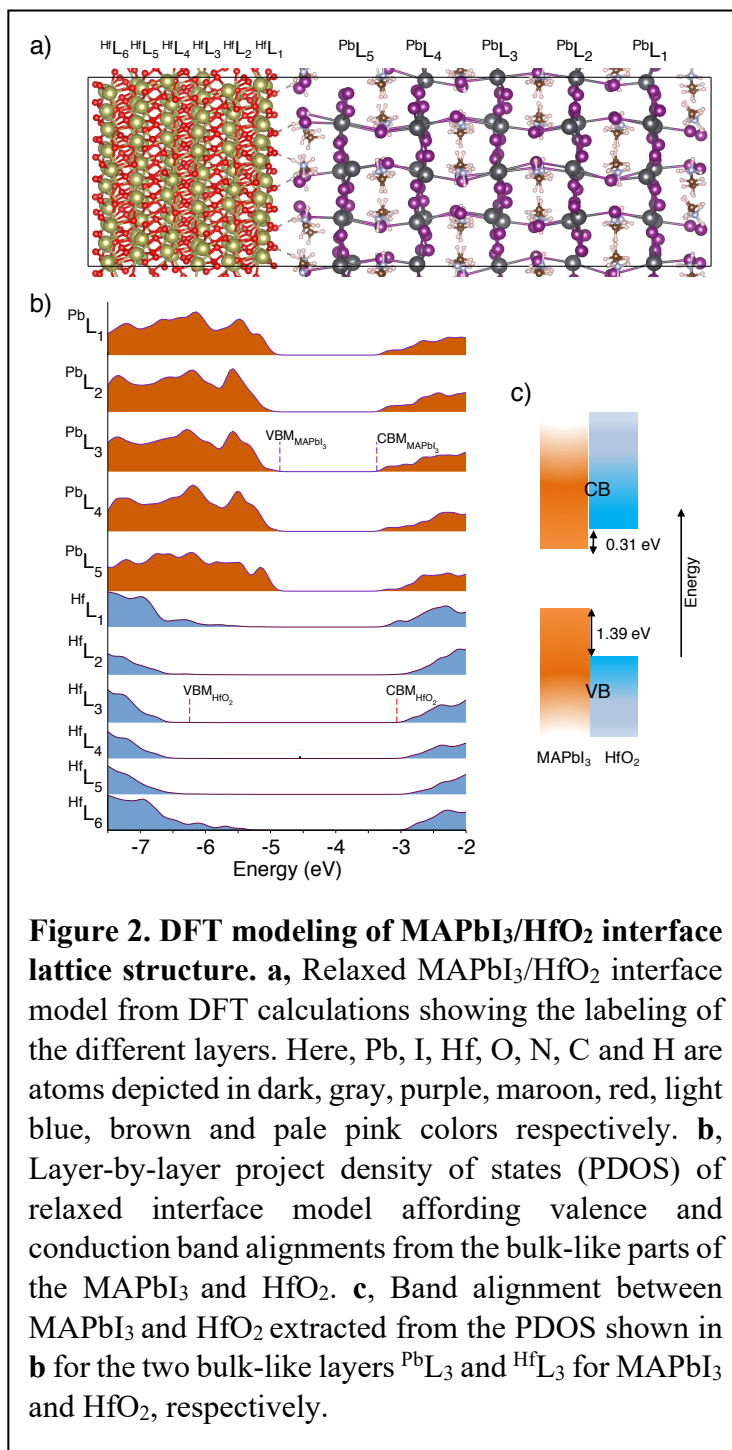 a)
HfL6 HfL5 HfL4 HfL3 HfL2 HfL1
PbL5 PbL4 PbL3 PbL2 PbL1
b)
PbL1
PbL2
PbL3
VBMMAPbI3
CBMMAPbI3
PbL4
PbL5
HfL1
HfL2
HfL3
VBMHfO2
CBMHfO2
HfL4
HfL5
HfL6
-7 -6 -5 -4 -3 -2
Energy (eV)
c)
CB
0.31 eV
Energy
1.39 eV
VB
MAPbI3 HfO2
Figure 2. DFT modeling of MAPbI3/HfO2 interface
lattice structure. a, Relaxed MAPbI3/HfO2 interface
model from DFT calculations showing the labeling of
the different layers. Here, Pb, I, Hf, O, N, C and H are
atoms depicted in dark, gray, purple, maroon, red, light
blue, brown and pale pink colors respectively. b,
Layer-by-layer project density of states (PDOS) of
relaxed interface model affording valence and
conduction band alignments from the bulk-like parts of
the MAPbI3 and HfO2. c, Band alignment between
MAPbI3 and HfO2 extracted from the PDOS shown in
b for the two bulk-like layers PbL3 and HfL3 for MAPbI3
and HfO2, respectively.